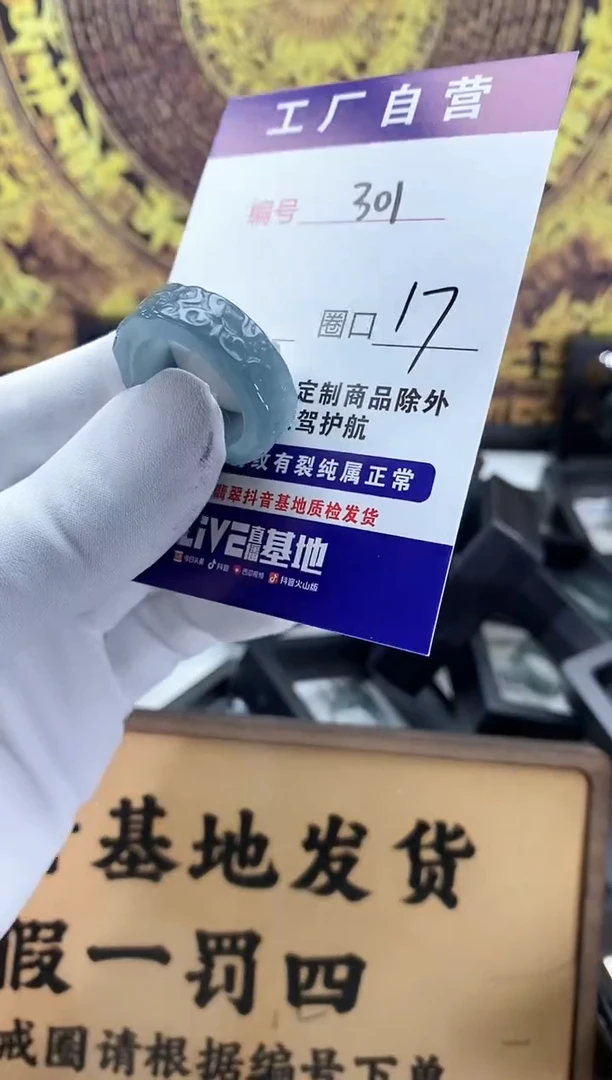 工厂自营
编号 301
圈口 17
定制商品除外
驾护航
有裂纯属正常
翡翠抖音基地质检发货
LIVE直播基地
今日头条 抖音 西瓜视频 抖音火山版
基地发货
假一罚四
戒圈请根据编号下单